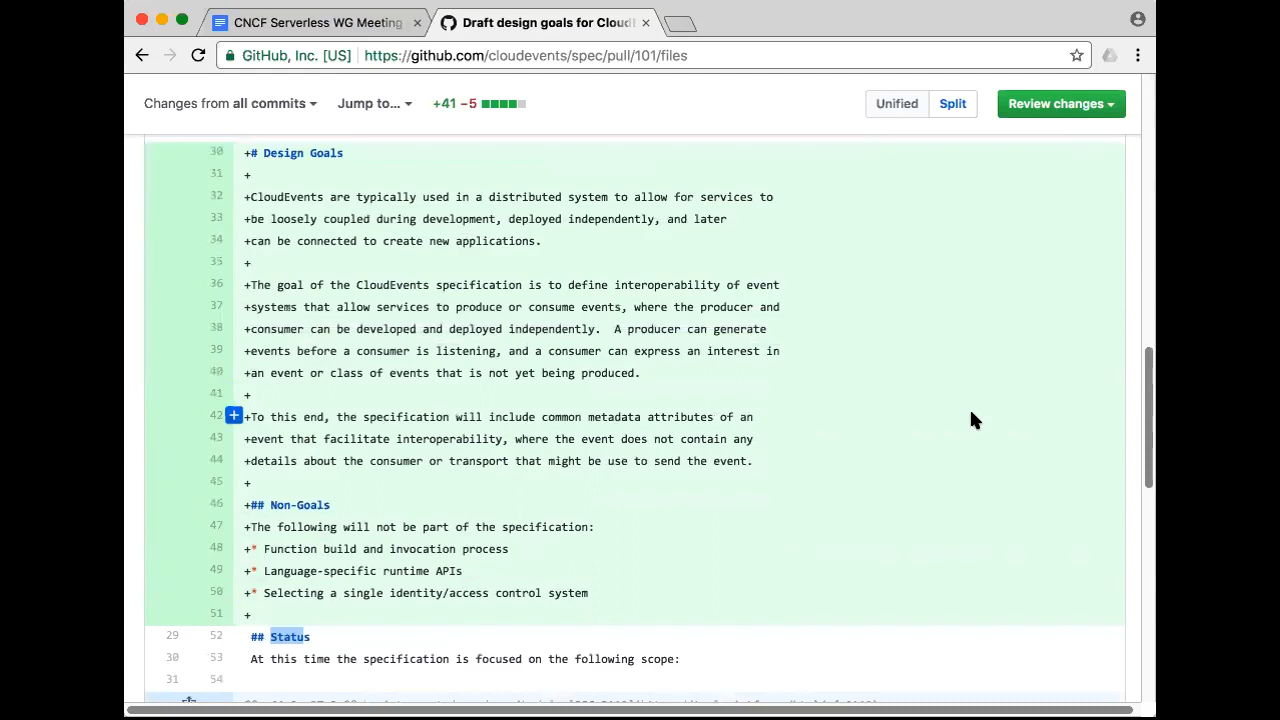 CNCF Serverless WG Meeting
Draft design goals for Cloud
GitHub, Inc. [US]
https://github.com/cloudevents/spec/pull/101/files
Changes from all commits
Jump to...
+41 −5
Unified
Split
Review changes
30 +# Design Goals
31 +
32 +CloudEvents are typically used in a distributed system to allow for services to
33 +be loosely coupled during development, deployed independently, and later
34 +can be connected to create new applications.
35 +
36 +The goal of the CloudEvents specification is to define interoperability of event
37 +systems that allow services to produce or consume events, where the producer and
38 +consumer can be developed and deployed independently.  A producer can generate
39 +events before a consumer is listening, and a consumer can express an interest in
40 +an event or class of events that is not yet being produced.
41 +
42 +To this end, the specification will include common metadata attributes of an
43 +event that facilitate interoperability, where the event does not contain any
44 +details about the consumer or transport that might be use to send the event.
45 +
46 +## Non-Goals
47 +The following will not be part of the specification:
48 +* Function build and invocation process
49 +* Language-specific runtime APIs
50 +* Selecting a single identity/access control system
51 +
29 52 ## Status
30 53 At this time the specification is focused on the following scope:
31 54